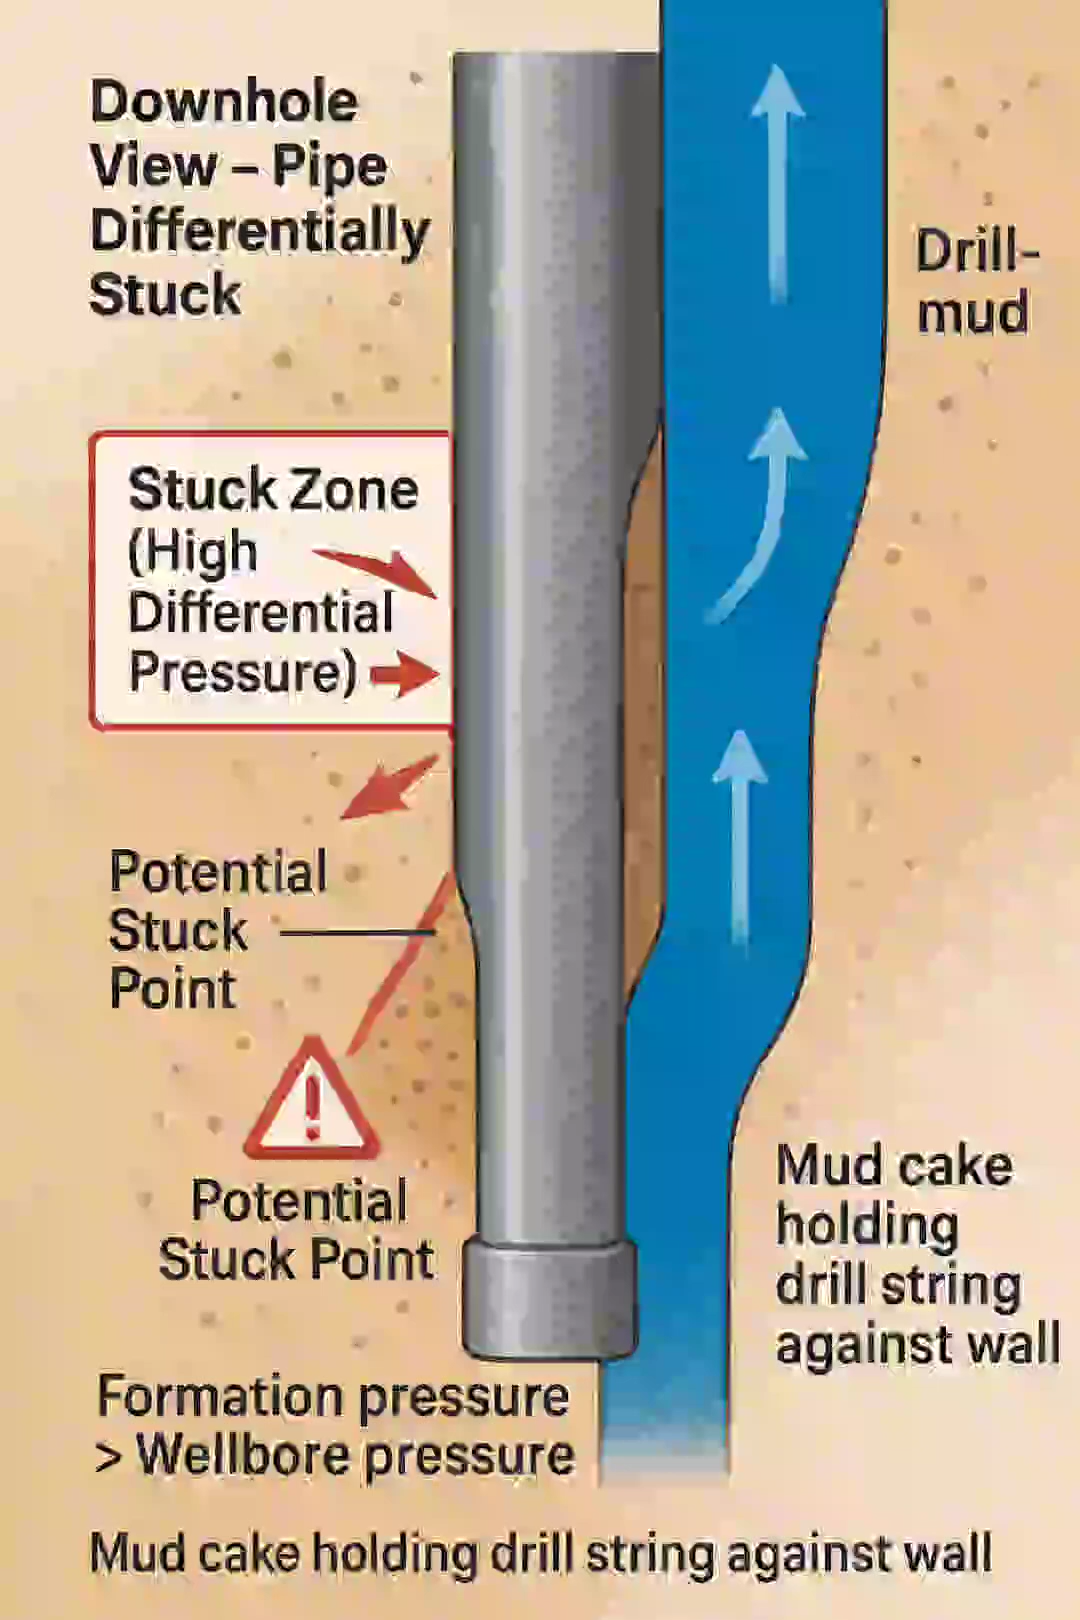 Downhole
View – Pipe
Differentially
Stuck
Drill-
mud
Stuck Zone
(High
Differential
Pressure)
Potential
Stuck
Point
!
Potential
Stuck Point
Mud cake
holding
drill string
against wall
Formation pressure
> Wellbore pressure
Mud cake holding drill string against wall